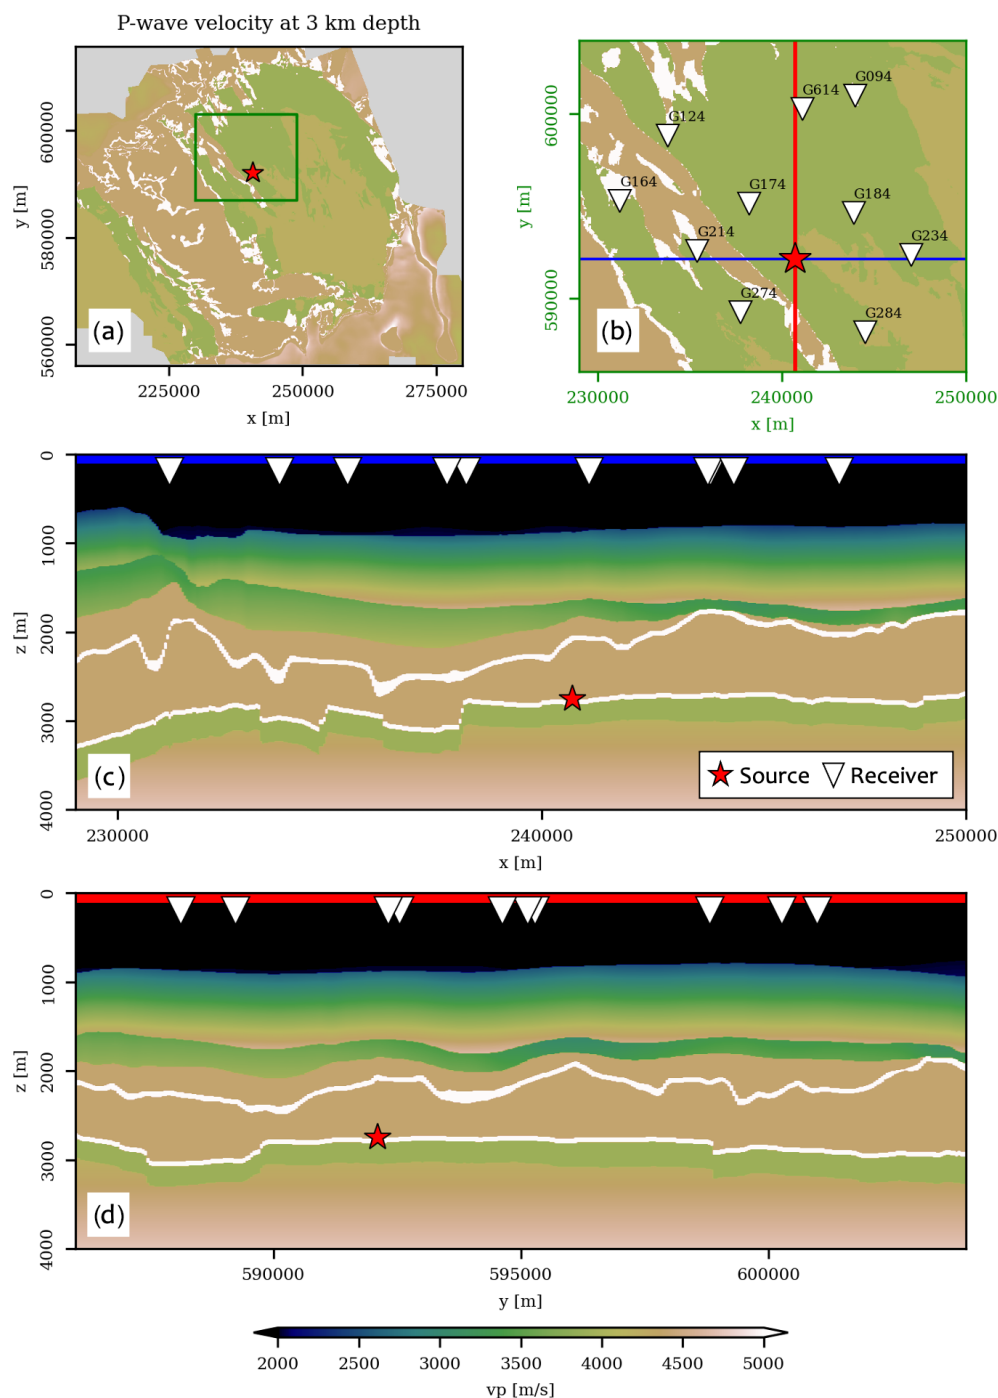 P-wave velocity at 3 km depth
600000
580000
560000
y [m]
(a)
225000
250000
275000
x [m]
600000
590000
y [m]
G094
G614
G124
G164
G174
G184
G214
G234
G274
G284
(b)
230000
240000
250000
x [m]
0
1000
2000
3000
4000
z [m]
(c)
Source
Receiver
230000
240000
250000
x [m]
0
1000
2000
3000
4000
z [m]
(d)
590000
595000
600000
y [m]
2000
2500
3000
3500
4000
4500
5000
vp [m/s]